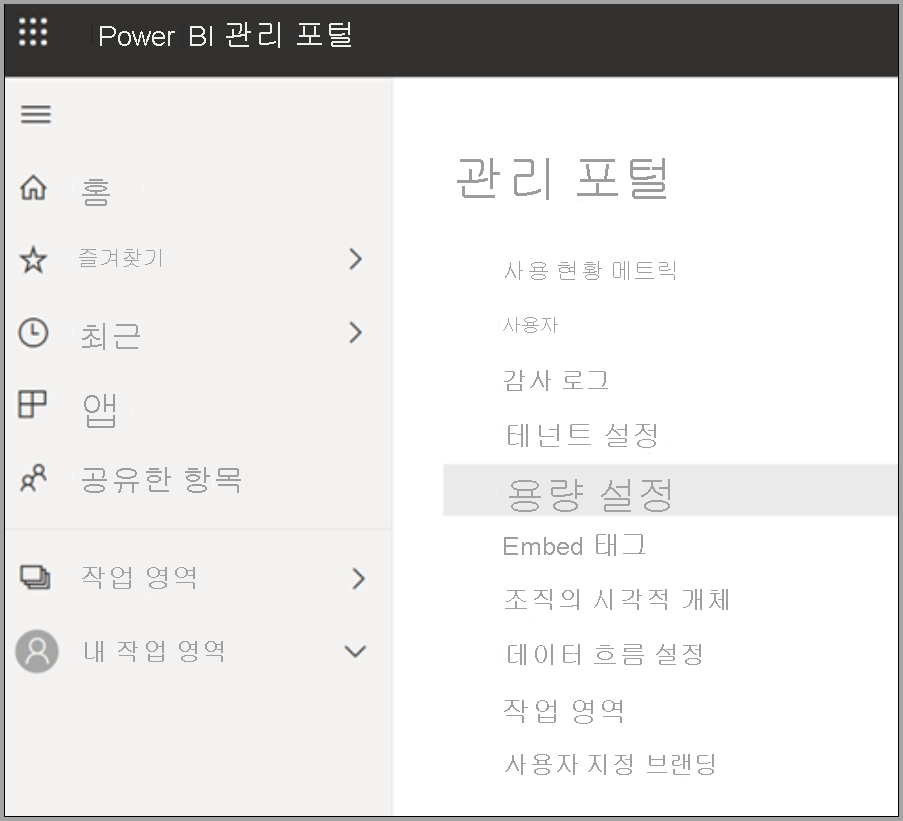 Power BI 관리 포털
홈
즐겨찾기
최근
앱
공유한 항목
작업 영역
내 작업 영역
관리 포털
사용 현황 메트릭
사용자
감사 로그
테넌트 설정
용량 설정
Embed 태그
조직의 시각적 개체
데이터 흐름 설정
작업 영역
사용자 지정 브랜딩